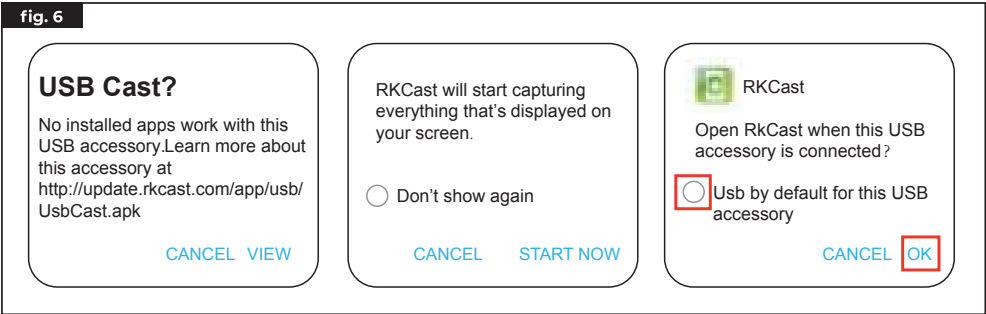 fig. 6
USB Cast?
No installed apps work with this
USB accessory.Learn more about
this accessory at
http://update.rkcast.com/app/usb/
UsbCast.apk
CANCEL VIEW
RKCast will start capturing
everything that's displayed on
your screen.
Don't show again
CANCEL START NOW
RKCast
Open RkCast when this USB
accessory is connected?
Usb by default for this USB
accessory
CANCEL OK